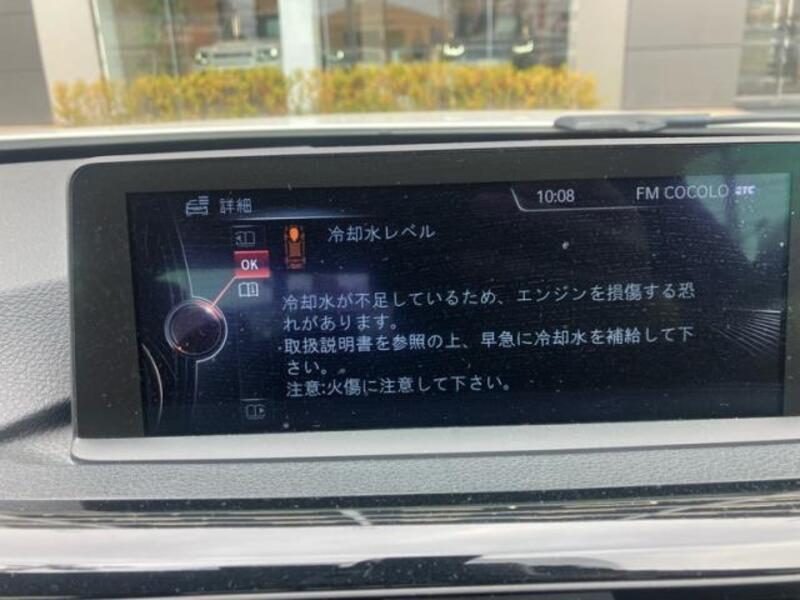 詳細
10:08
FM COCOLO ETC
冷却水レベル
OK
冷却水が不足しているため、エンジンを損傷する恐
れがあります。
・取扱説明書を参照の上、早急に冷却水を補給して下
さい。
注意:火傷に注意して下さい。